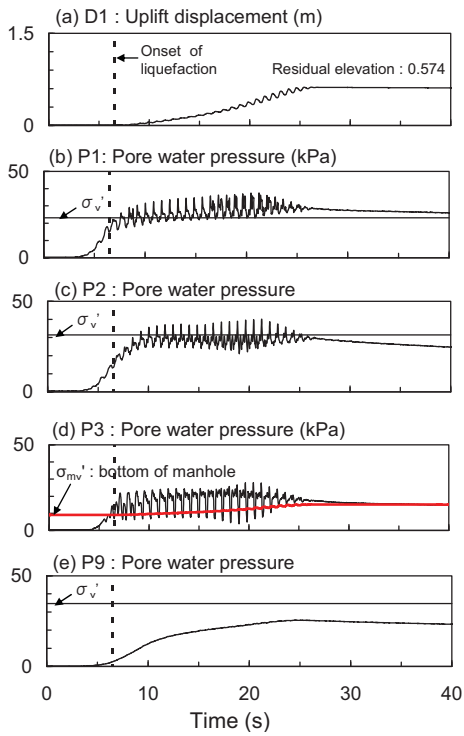 (a) D1 : Uplift displacement (m)
1.5
Onset of
liquefaction
Residual elevation : 0.574
0
(b) P1: Pore water pressure (kPa)
50
σv'
0
(c) P2 : Pore water pressure
50
σv'
0
(d) P3 : Pore water pressure (kPa)
50
σmv' : bottom of manhole
0
(e) P9 : Pore water pressure
50
σv'
0
0 10 20 30 40
Time (s)